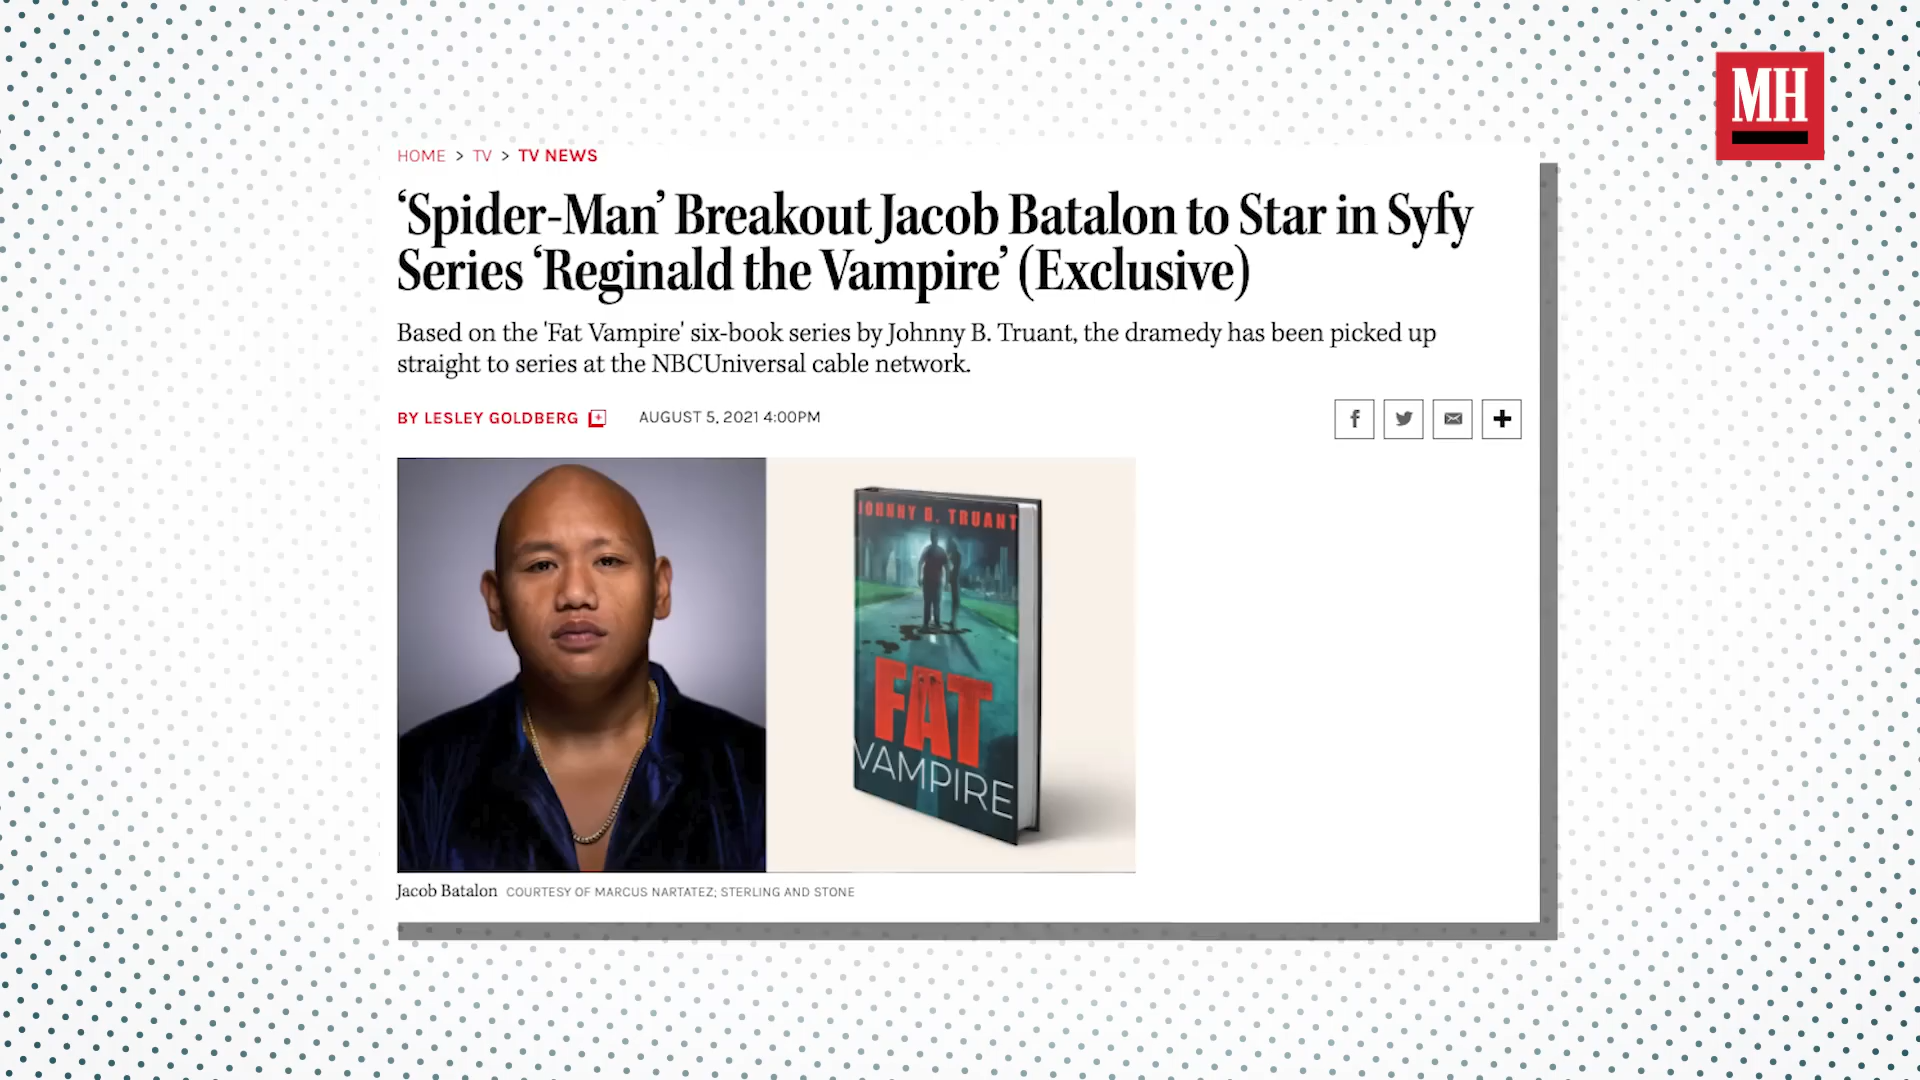 MH
HOME > TV > TV NEWS
‘Spider-Man’ Breakout Jacob Batalon to Star in Syfy
Series ‘Reginald the Vampire’ (Exclusive)
Based on the 'Fat Vampire' six-book series by Johnny B. Truant, the dramedy has been picked up
straight to series at the NBCUniversal cable network.
BY LESLEY GOLDBERG AUGUST 5, 2021 4:00PM
JOHNNY B. TRUANT
FAT
VAMPIRE
Jacob Batalon COURTESY OF MARCUS NARTATEZ; STERLING AND STONE